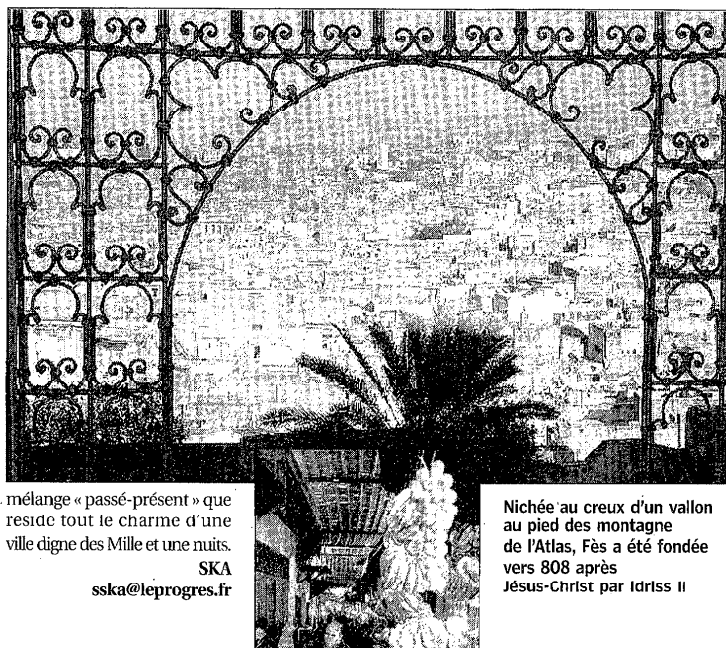 mélange « passé-présent » que
reside tout le charme d'une
ville digne des Mille et une nuits.
SKA
sska@leprogres.fr
Nichée au creux d'un vallon
au pied des montagne
de l'Atlas, Fès a été fondée
vers 808 après
Jésus-Christ par Idriss II